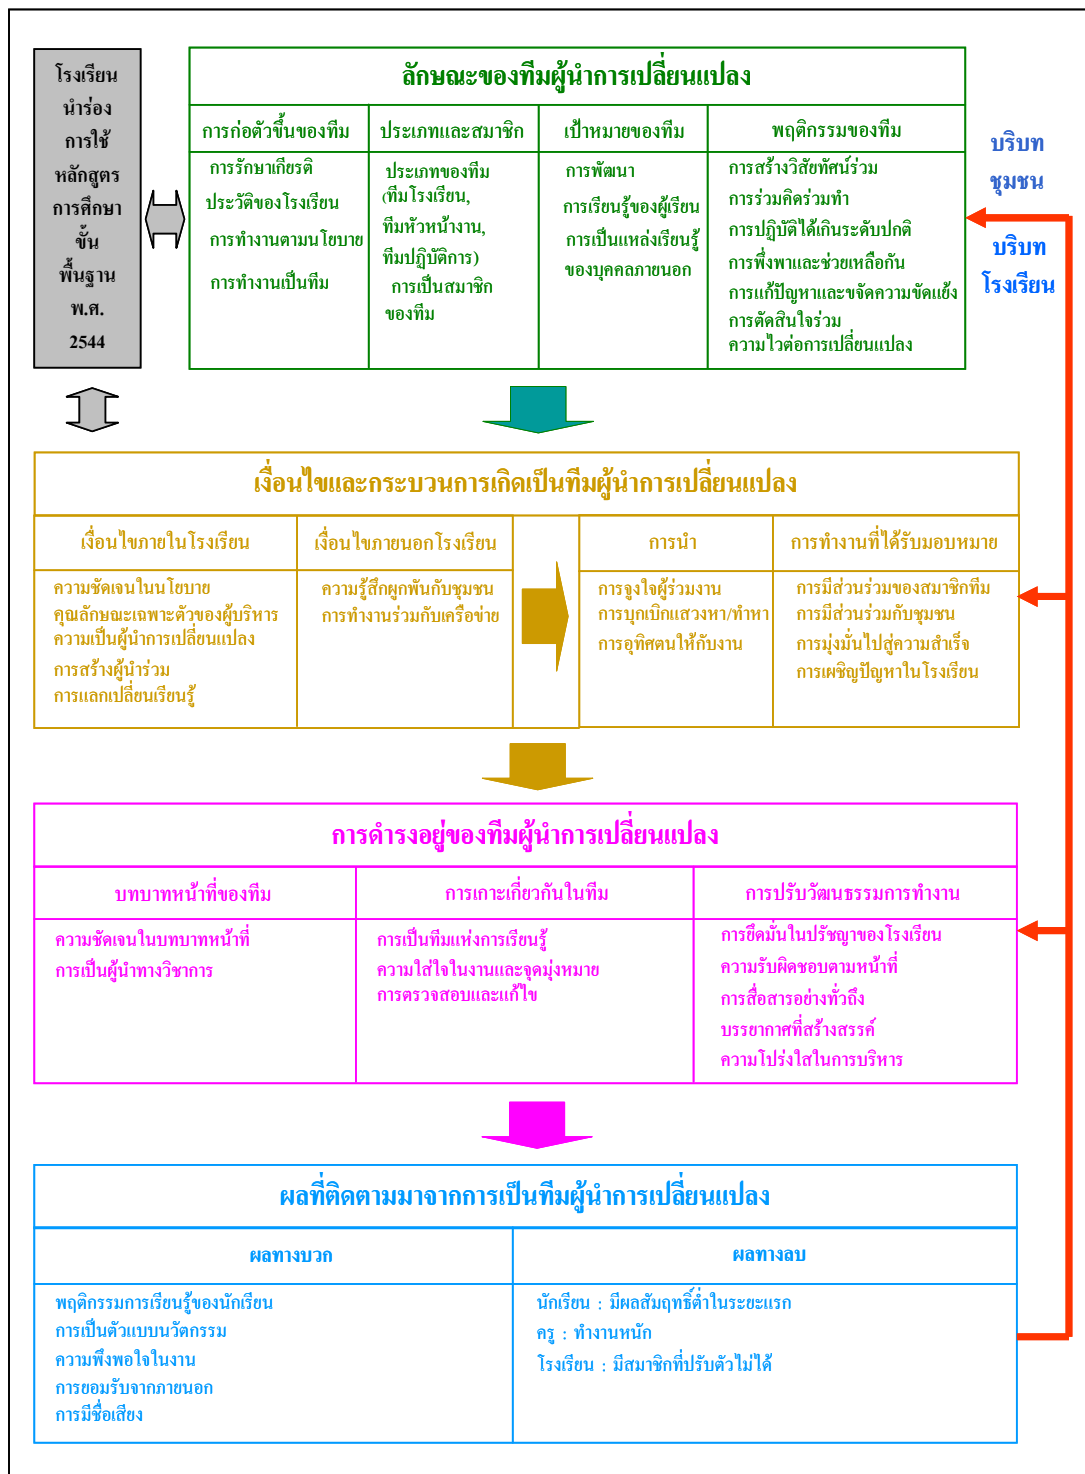 โรงเรียน
นำร่อง
การใช้
หลักสูตร
การศึกษา
ขั้น
พื้นฐาน
พ.ศ.
2544
ลักษณะของทีมผู้นำการเปลี่ยนแปลง
การก่อตัวขึ้นของทีม
การรักษาเกียรติ
ประวัติของโรงเรียน
การทำงานตามนโยบาย
การทำงานเป็นทีม
ประเภทและสมาชิก
ประเภทของทีม
(ทีมโรงเรียน,
ทีมหัวหน้างาน,
ทีมปฏิบัติการ)
การเป็นสมาชิก
ของทีม
เป้าหมายของทีม
การพัฒนา
การเรียนรู้ของผู้เรียน
การเป็นแหล่งเรียนรู้
ของบุคคลภายนอก
พฤติกรรมของทีม
การสร้างวิสัยทัศน์ร่วม
การร่วมคิดร่วมทำ
การปฏิบัติได้เกินระดับปกติ
การพึ่งพาและช่วยเหลือกัน
การแก้ปัญหาและขจัดความขัดแย้ง
การตัดสินใจร่วม
ความไวต่อการเปลี่ยนแปลง
บริบท
ชุมชน
บริบท
โรงเรียน
เงื่อนไขและกระบวนการเกิดเป็นทีมผู้นำการเปลี่ยนแปลง
เงื่อนไขภายในโรงเรียน
ความชัดเจนในนโยบาย
คุณลักษณะเฉพาะตัวของผู้บริหาร
ความเป็นผู้นำการเปลี่ยนแปลง
การสร้างผู้นำร่วม
การแลกเปลี่ยนเรียนรู้
เงื่อนไขภายนอกโรงเรียน
ความรู้สึกผูกพันกับชุมชน
การทำงานร่วมกับเครือข่าย
การนำ
การจูงใจผู้ร่วมงาน
การบุกเบิกแสวงหา/ทำหา
การอุทิศตนให้กับงาน
การทำงานที่ได้รับมอบหมาย
การมีส่วนร่วมของสมาชิกทีม
การมีส่วนร่วมกับชุมชน
การมุ่งมั่นไปสู่ความสำเร็จ
การเผชิญปัญหาในโรงเรียน
การดำรงอยู่ของทีมผู้นำการเปลี่ยนแปลง
บทบาทหน้าที่ของทีม
ความชัดเจนในบทบาทหน้าที่
การเป็นผู้นำทางวิชาการ
การเกาะเกี่ยวกันในทีม
การเป็นทีมแห่งการเรียนรู้
ความใส่ใจในงานและจุดมุ่งหมาย
การตรวจสอบและแก้ไข
การปรับวัฒนธรรมการทำงาน
การยึดมั่นในปรัชญาของโรงเรียน
ความรับผิดชอบตามหน้าที่
การสื่อสารอย่างทั่วถึง
บรรยากาศที่สร้างสรรค์
ความโปร่งใสในการบริหาร
ผลที่ติดตามมาจากการเป็นทีมผู้นำการเปลี่ยนแปลง
ผลทางบวก
พฤติกรรมการเรียนรู้ของนักเรียน
การเป็นตัวแบบนวัตกรรม
ความพึงพอใจในงาน
การยอมรับจากภายนอก
การมีชื่อเสียง
ผลทางลบ
นักเรียน : มีผลสัมฤทธิ์ต่ำในระยะแรก
ครู : ทำงานหนัก
โรงเรียน : มีสมาชิกที่ปรับตัวไม่ได้